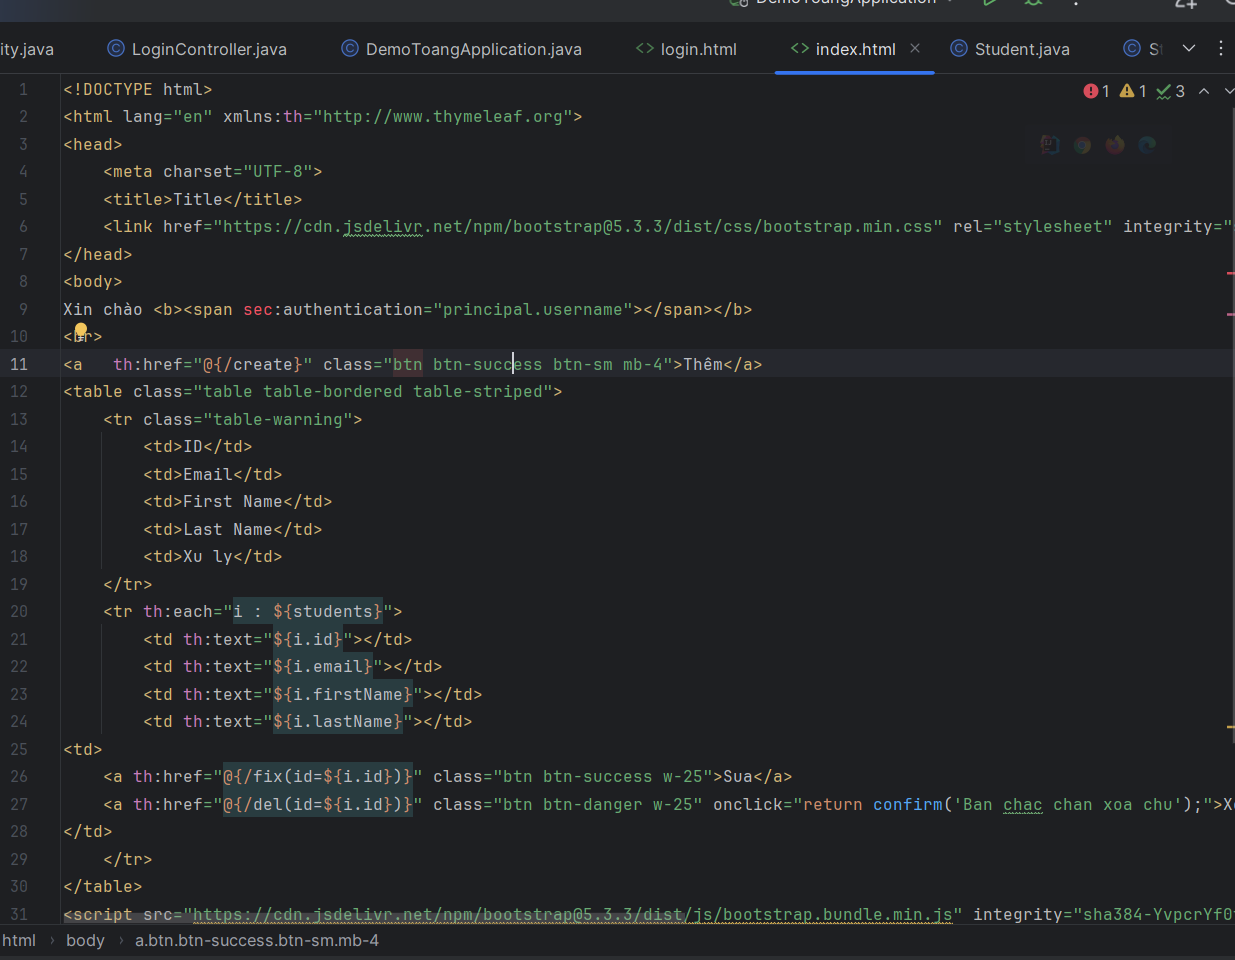 DemoToangApplication
ity.java LoginController.java DemoToangApplication.java login.html index.html Student.java S
1 <!DOCTYPE html> 1 1 3
2 <html lang="en" xmlns:th="http://www.thymeleaf.org">
3 <head>
4 <meta charset="UTF-8">
5 <title>Title</title>
6 <link href="https://cdn.jsdelivr.net/npm/bootstrap@5.3.3/dist/css/bootstrap.min.css" rel="stylesheet" integrity="
7 </head>
8 <body>
9 Xin chào <b><span sec:authentication="principal.username"></span></b>
10 <hr>
11 <a th:href="@{/create}" class="btn btn-success btn-sm mb-4">Thêm</a>
12 <table class="table table-bordered table-striped">
13 <tr class="table-warning">
14 <td>ID</td>
15 <td>Email</td>
16 <td>First Name</td>
17 <td>Last Name</td>
18 <td>Xu ly</td>
19 </tr>
20 <tr th:each="i : ${students}">
21 <td th:text="${i.id}"></td>
22 <td th:text="${i.email}"></td>
23 <td th:text="${i.firstName}"></td>
24 <td th:text="${i.lastName}"></td>
25 <td>
26 <a th:href="@{/fix(id=${i.id})}" class="btn btn-success w-25">Sua</a>
27 <a th:href="@{/del(id=${i.id})}" class="btn btn-danger w-25" onclick="return confirm('Ban chac chan xoa chu');">X
28 </td>
29 </tr>
30 </table>
31 <script src="https://cdn.jsdelivr.net/npm/bootstrap@5.3.3/dist/js/bootstrap.bundle.min.js" integrity="sha384-YvpcrYf0
html › body › a.btn.btn-success.btn-sm.mb-4